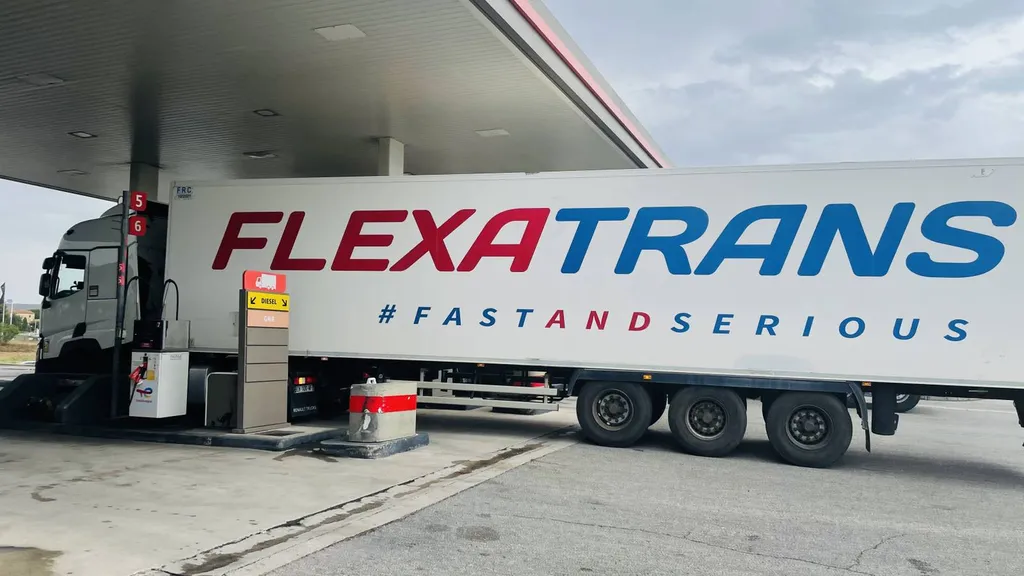 5
6
FRC
FLEXATRANS
#FASTANDSERIOUS
DIESEL